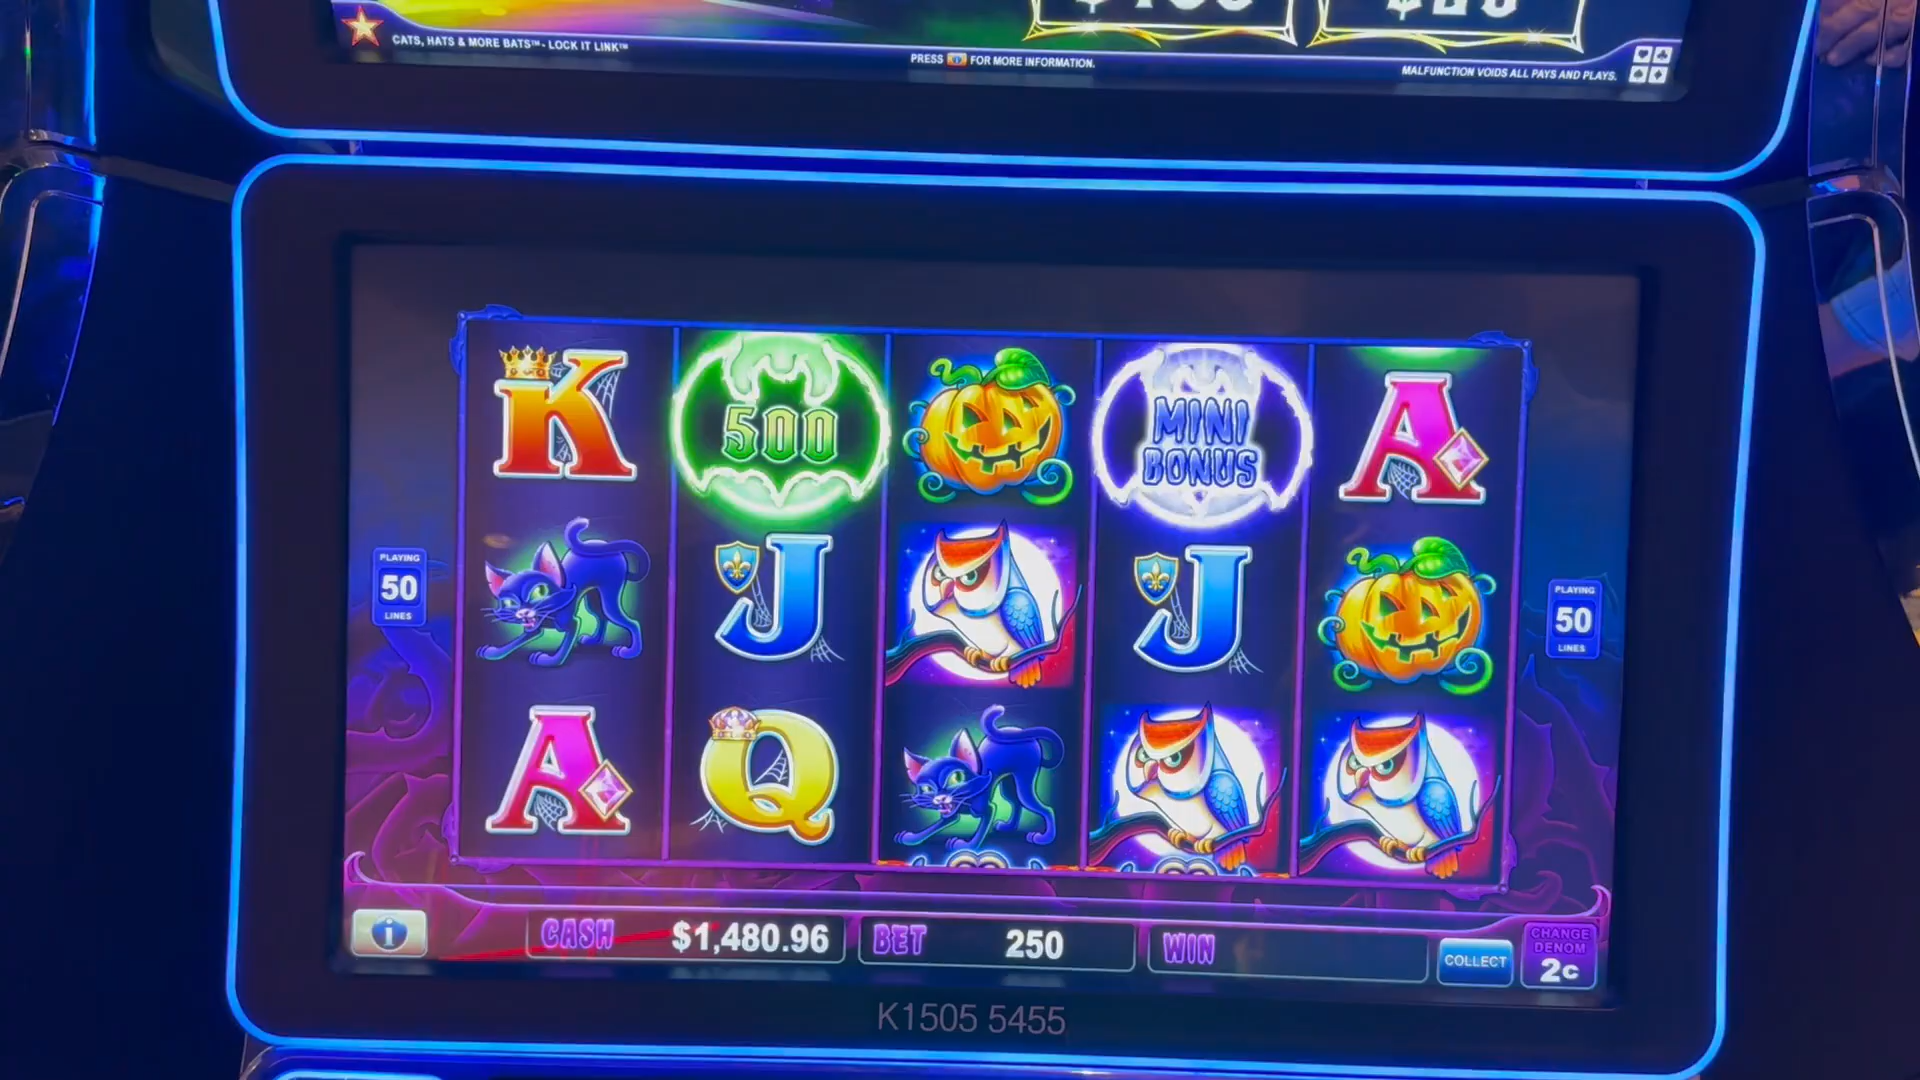 CATS, HATS & MORE BATS™ - LOCK IT LINK™
PRESS i FOR MORE INFORMATION.
MALFUNCTION VOIDS ALL PAYS AND PLAYS.
K
500
MINI
BONUS
A
PLAYING
50
LINES
J
J
PLAYING
50
LINES
A
Q
i
CASH $1,480.96
BET 250
WIN
COLLECT
CHANGE
DENOM
2¢
K1505 5455